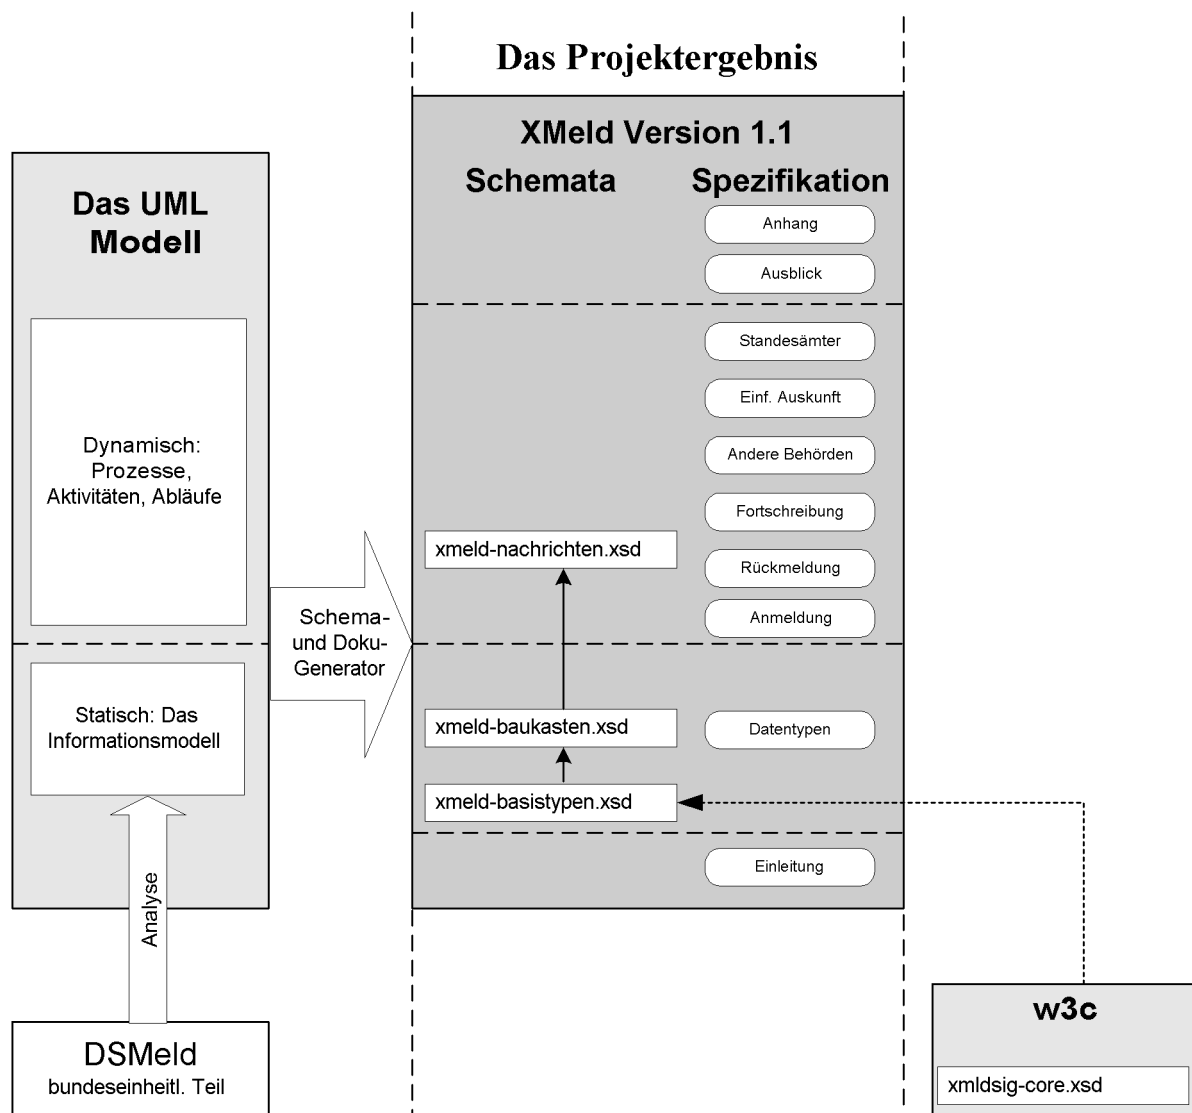 Das Projektergebnis
XMeld Version 1.1
Schemata
Spezifikation
Anhang
Ausblick
Standesämter
Einf. Auskunft
Andere Behörden
Fortschreibung
Rückmeldung
Anmeldung
Datentypen
Einleitung
xmeld-nachrichten.xsd
xmeld-baukasten.xsd
xmeld-basistypen.xsd
Das UML
Modell
Dynamisch:
Prozesse,
Aktivitäten, Abläufe
Statisch: Das
Informationsmodell
Schema-
und Doku-
Generator
Analyse
DSMeld
bundeseinheitl. Teil
w3c
xmldsig-core.xsd